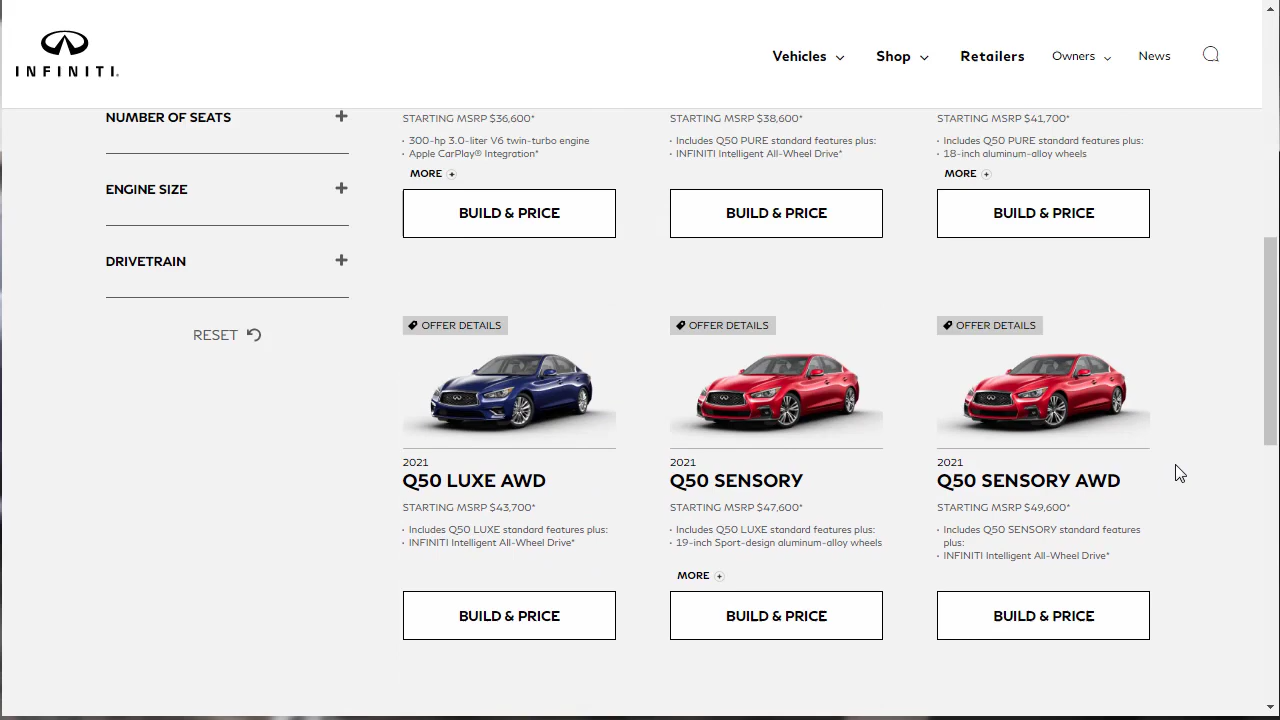 INFINITI.
Vehicles
Shop
Retailers
Owners
News
NUMBER OF SEATS
ENGINE SIZE
DRIVETRAIN
RESET
STARTING MSRP $36,600*
· 300-hp 3.0-liter V6 twin-turbo engine
· Apple CarPlay® Integration*
MORE
BUILD & PRICE
STARTING MSRP $38,600*
· Includes Q50 PURE standard features plus:
· INFINITI Intelligent All-Wheel Drive*
BUILD & PRICE
STARTING MSRP $41,700*
· Includes Q50 PURE standard features plus:
· 18-inch aluminum-alloy wheels
MORE
BUILD & PRICE
OFFER DETAILS
2021
Q50 LUXE AWD
STARTING MSRP $43,700*
· Includes Q50 LUXE standard features plus:
· INFINITI Intelligent All-Wheel Drive*
BUILD & PRICE
OFFER DETAILS
2021
Q50 SENSORY
STARTING MSRP $47,600*
· Includes Q50 LUXE standard features plus:
· 19-inch Sport-design aluminum-alloy wheels
MORE
BUILD & PRICE
OFFER DETAILS
2021
Q50 SENSORY AWD
STARTING MSRP $49,600*
· Includes Q50 SENSORY standard features
plus:
· INFINITI Intelligent All-Wheel Drive*
BUILD & PRICE